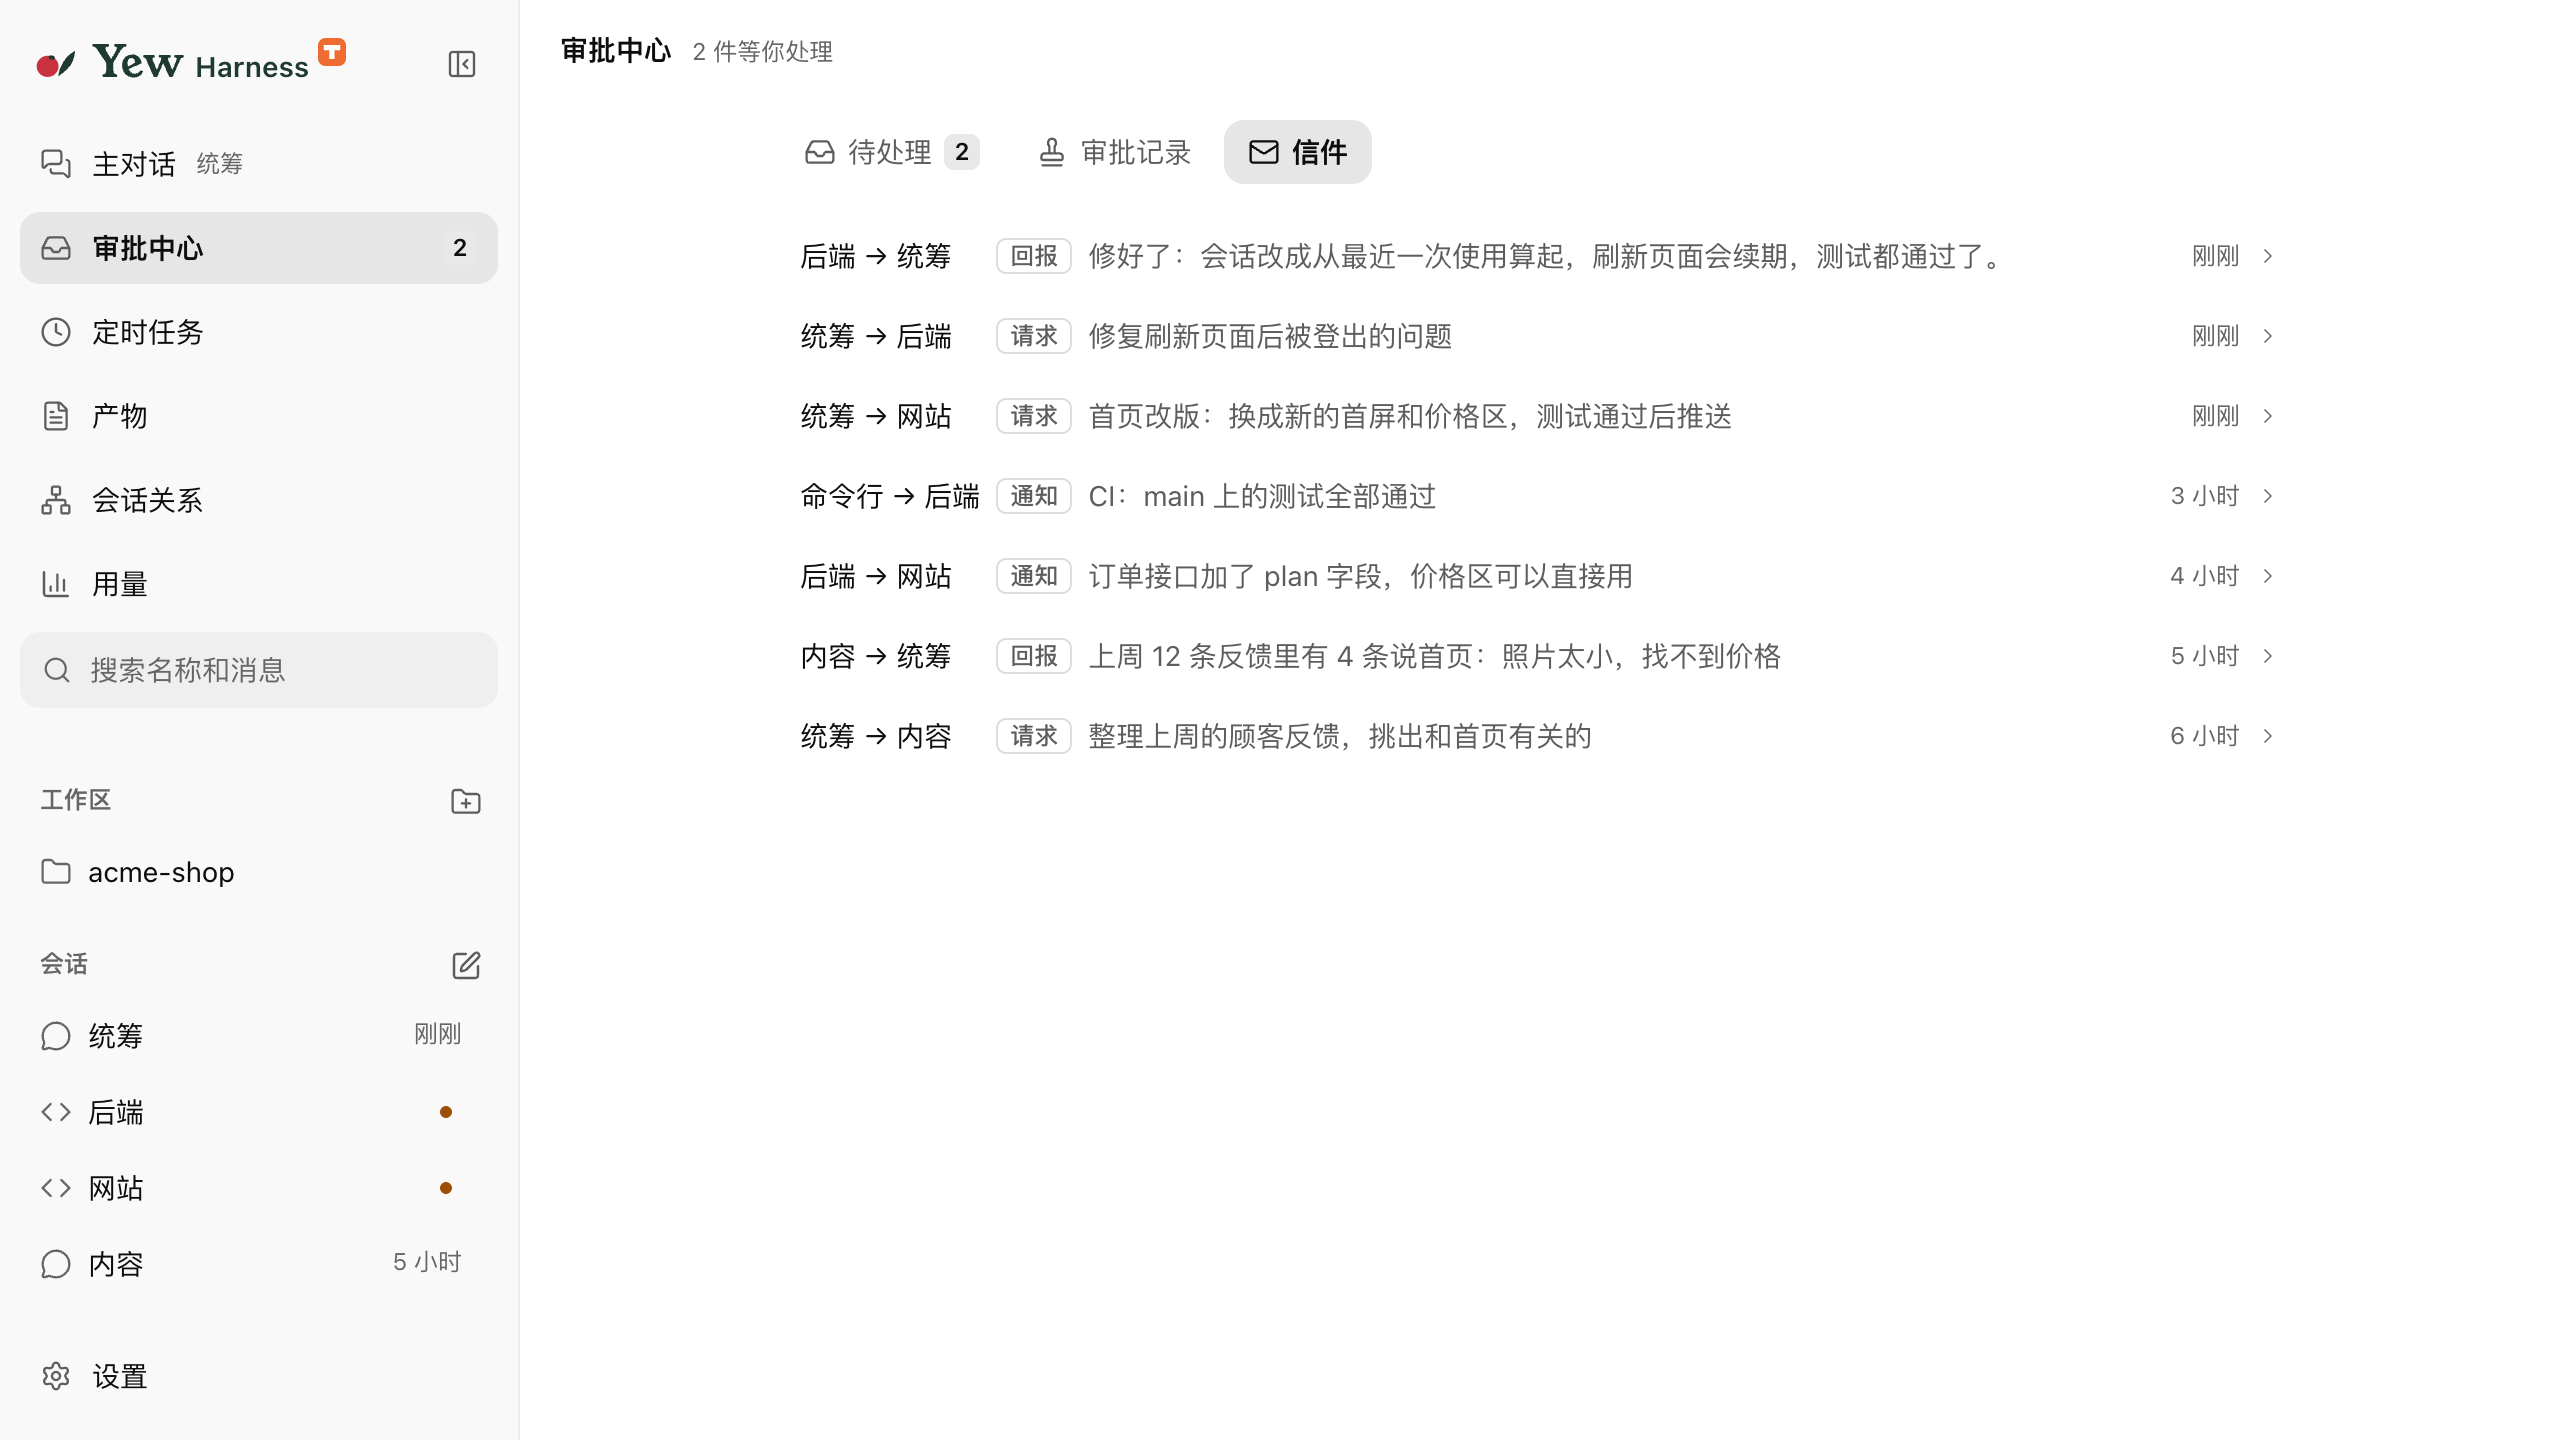 Yew Harness T
主对话 统筹
审批中心 2
定时任务
产物
会话关系
用量
搜索名称和消息
工作区
acme-shop
会话
统筹 刚刚
后端
网站
内容 5 小时
设置
审批中心 2 件等你处理
待处理 2 审批记录 信件
后端 → 统筹 回报 修好了：会话改成从最近一次使用算起，刷新页面会续期，测试都通过了。 刚刚
统筹 → 后端 请求 修复刷新页面后被登出的问题 刚刚
统筹 → 网站 请求 首页改版：换成新的首屏和价格区，测试通过后推送 刚刚
命令行 → 后端 通知 CI：main 上的测试全部通过 3 小时
后端 → 网站 通知 订单接口加了 plan 字段，价格区可以直接用 4 小时
内容 → 统筹 回报 上周 12 条反馈里有 4 条说首页：照片太小，找不到价格 5 小时
统筹 → 内容 请求 整理上周的顾客反馈，挑出和首页有关的 6 小时